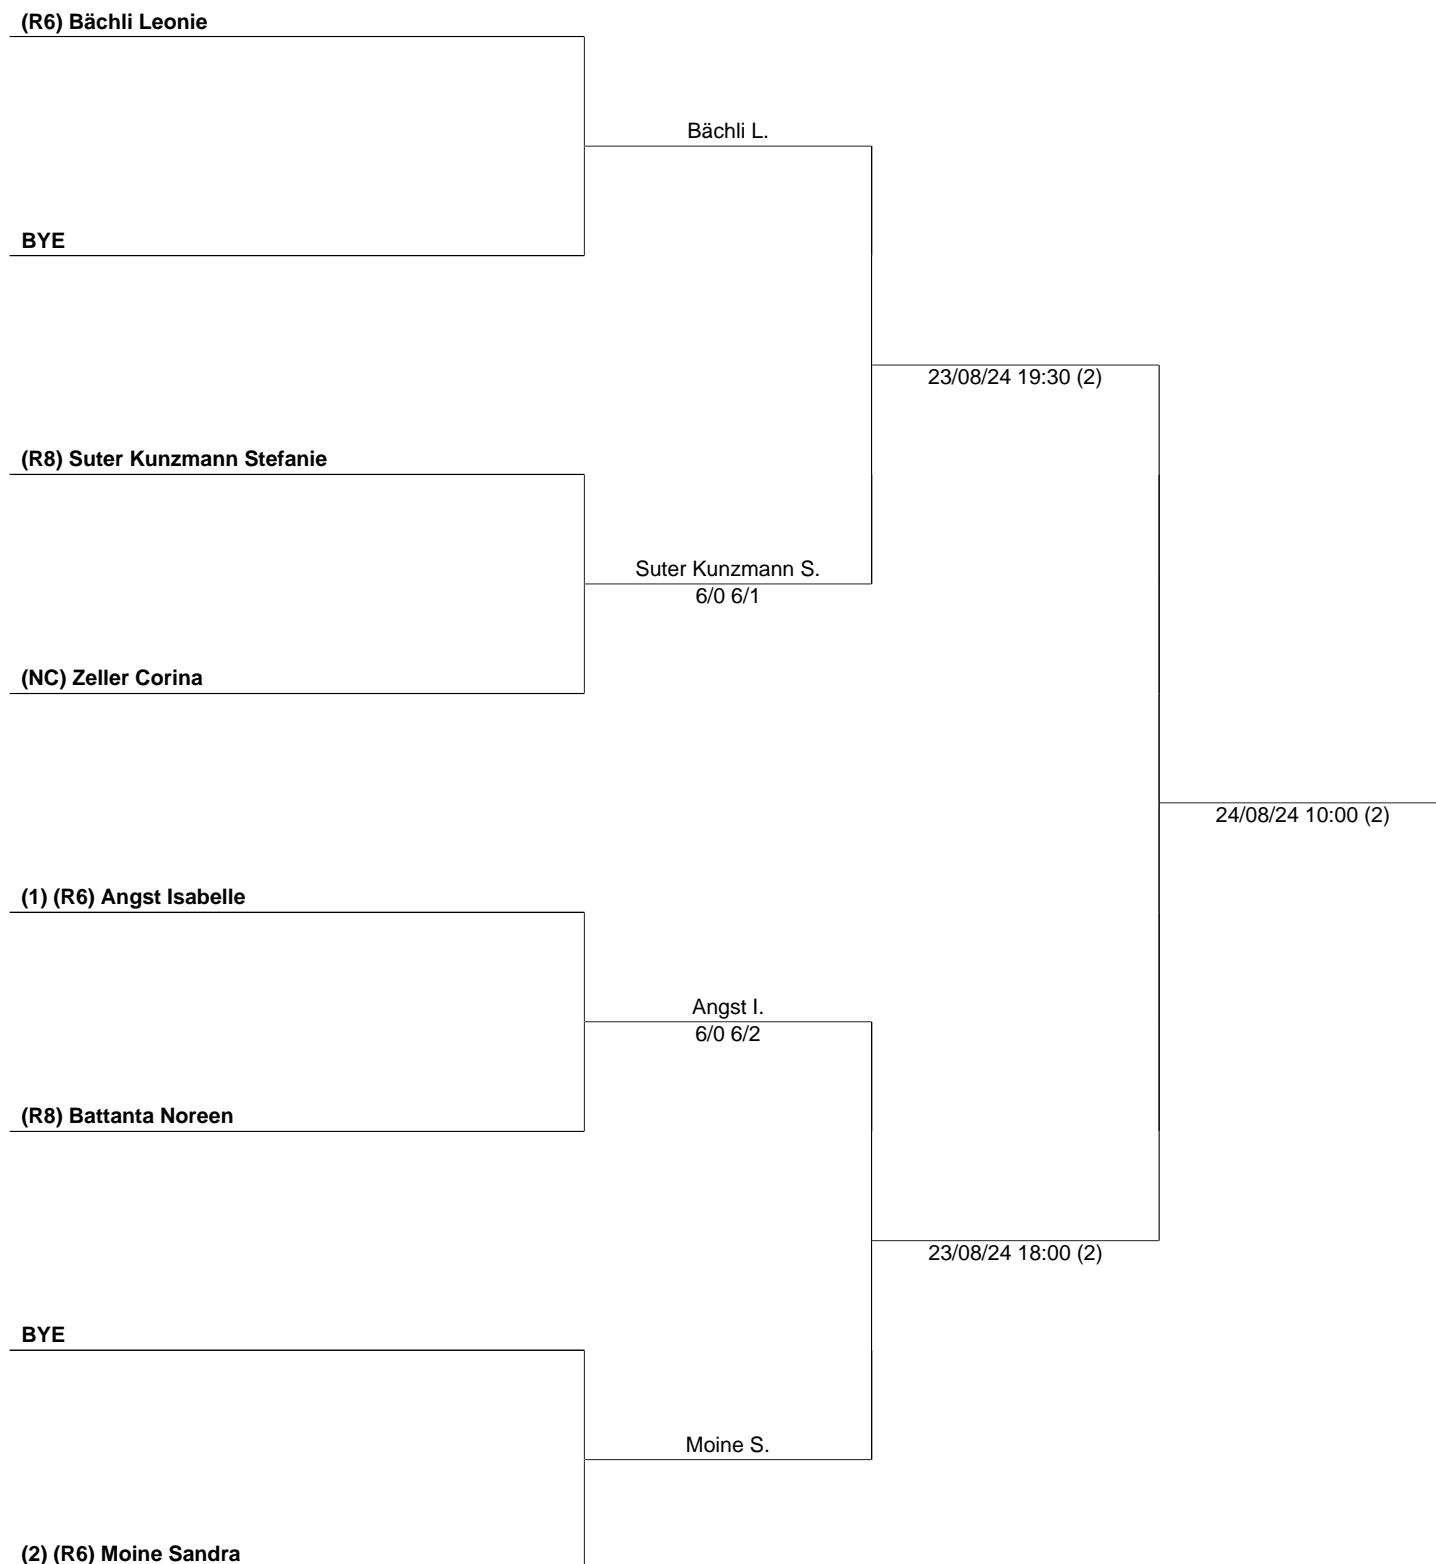 (R6) Bächli Leonie
Bächli L.
BYE
23/08/24 19:30 (2)
(R8) Suter Kunzmann Stefanie
Suter Kunzmann S.
6/0 6/1
(NC) Zeller Corina
24/08/24 10:00 (2)
(1) (R6) Angst Isabelle
Angst I.
6/0 6/2
(R8) Battanta Noreen
23/08/24 18:00 (2)
BYE
Moine S.
(2) (R6) Moine Sandra